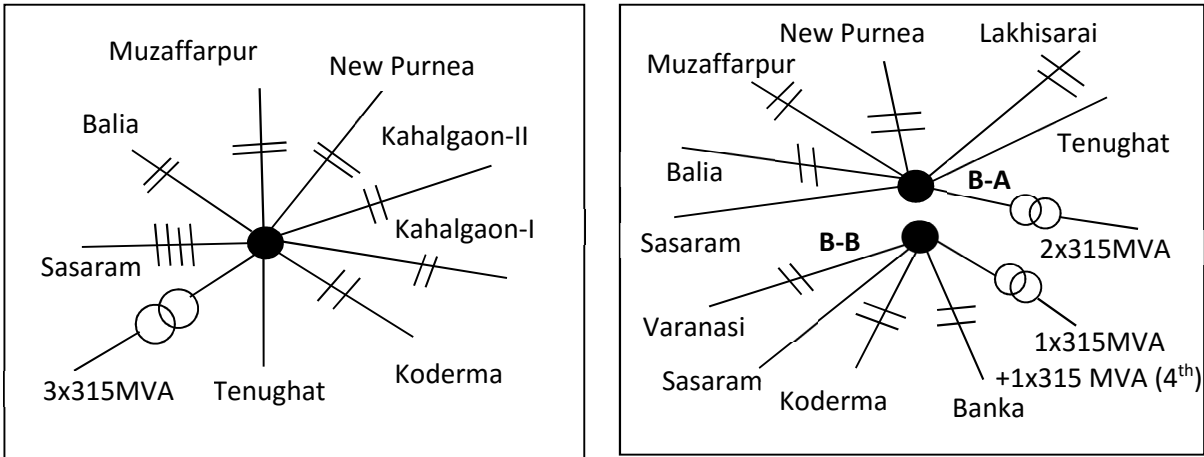 Muzaffarpur
New Purnea
Balia
Kahalgaon-II
Kahalgaon-I
Sasaram
3x315MVA
Tenughat
Koderma
New Purnea
Lakhisarai
Muzaffarpur
Tenughat
Balia
B-A
Sasaram
B-B
2x315MVA
Varanasi
1x315MVA
Sasaram
+1x315 MVA (4th)
Koderma
Banka